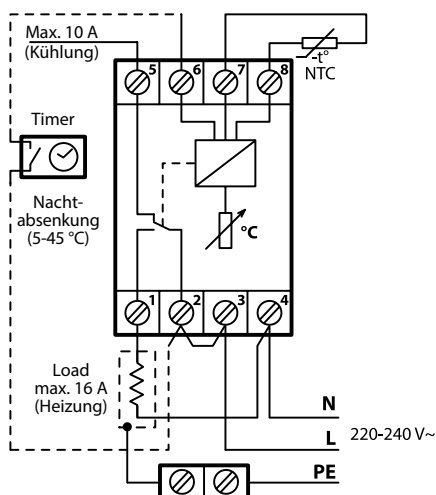 Max. 10 A
(Kühlung)
5
6
7
8
-t°
NTC
Timer
Nacht-
absenkung
(5-45 °C)
°C
1
2
3
4
Load
max. 16 A
(Heizung)
N
L
220-240 V~
PE